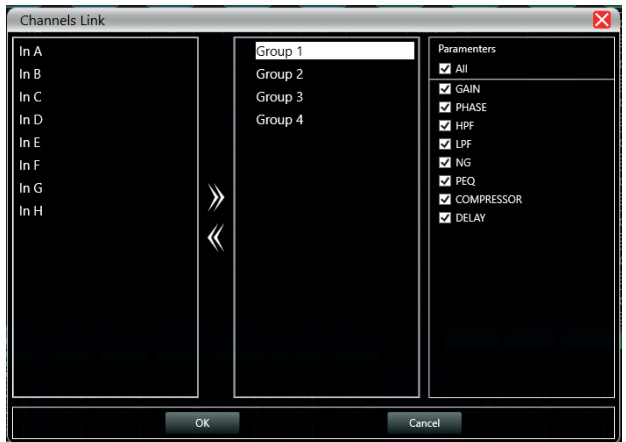 Channels Link
In A
In B
In C
In D
In E
In F
In G
In H
Group 1
Group 2
Group 3
Group 4
Paramenters
All
GAIN
PHASE
HPF
LPF
NG
PEQ
COMPRESSOR
DELAY
OK
Cancel